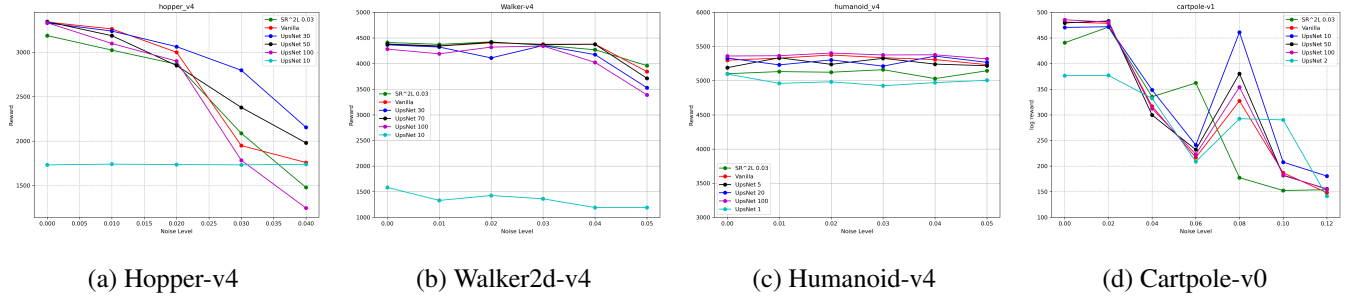 hopper_v4
Reward
3000
2500
2000
1500
0.000 0.005 0.010 0.015 0.020 0.025 0.030 0.035 0.040
Noise Level
SR^2L 0.03
Vanilla
UpsNet 30
UpsNet 50
UpsNet 100
UpsNet 10
(a) Hopper-v4
Walker-v4
Reward
5000
4500
4000
3500
3000
2500
2000
1500
1000
0.00 0.01 0.02 0.03 0.04 0.05
Noise Level
SR^2L 0.03
Vanilla
UpsNet 30
UpsNet 70
UpsNet 100
UpsNet 10
(b) Walker2d-v4
humanoid_v4
Reward
6000
5500
5000
4500
4000
3500
3000
0.00 0.01 0.02 0.03 0.04 0.05
Noise Level
SR^2L 0.03
Vanilla
UpsNet 5
UpsNet 20
UpsNet 100
UpsNet 1
(c) Humanoid-v4
cartpole-v1
log reward
500
450
400
350
300
250
200
150
100
0.00 0.02 0.04 0.06 0.08 0.10 0.12
Noise Level
SR^2L 0.03
Vanilla
UpsNet 10
UpsNet 50
UpsNet 100
UpsNet 2
(d) Cartpole-v0